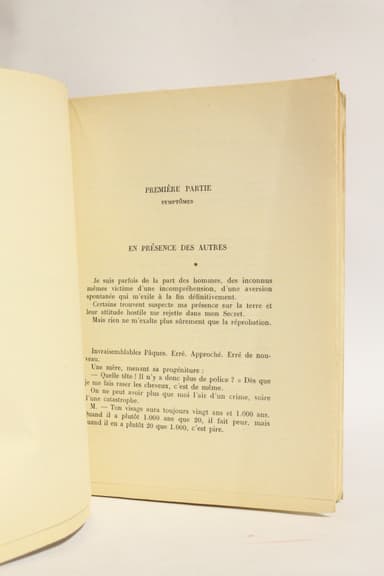 PREMIÈRE PARTIE
SYMPTÔMES
EN PRÉSENCE DES AUTRES
*
Je suis parfois de la part des hommes, des inconnus
mêmes victime d'une incompréhension, d'une aversion
spontanée qui m'exile à la fin définitivement.
Certains trouvent suspecte ma présence sur la terre et
leur attitude hostile me rejette dans mon Secret.
Mais rien ne m'exalte plus sûrement que la réprobation.
Invraisemblables Pâques. Erré. Approché. Erré de nou-
veau.
Une mère, menant sa progéniture :
— Quelle tête ! Il n'y a donc plus de police ? » Dès que
je me fais raser les cheveux, c'est de même.
On ne peut avoir plus que moi l'air d'un crime, voire
d'une catastrophe.
M. — Ton visage aura toujours vingt ans et 1.000 ans.
Quand il a plutôt 1.000 ans que 20, il fait peur, mais
quand il en a plutôt 20 que 1.000, c'est pire.